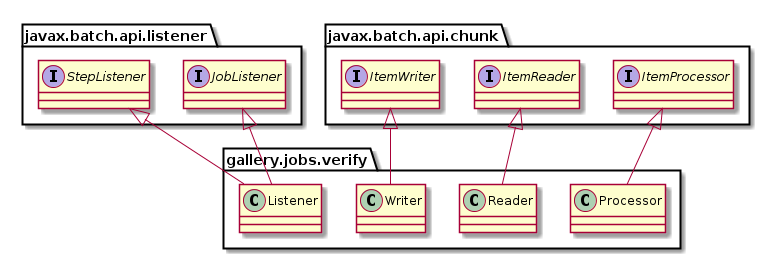 javax.batch.api.listener
javax.batch.api.chunk
I StepListener
I JobListener
I ItemWriter
I ItemReader
I ItemProcessor
gallery.jobs.verify
C Listener
C Writer
C Reader
C Processor